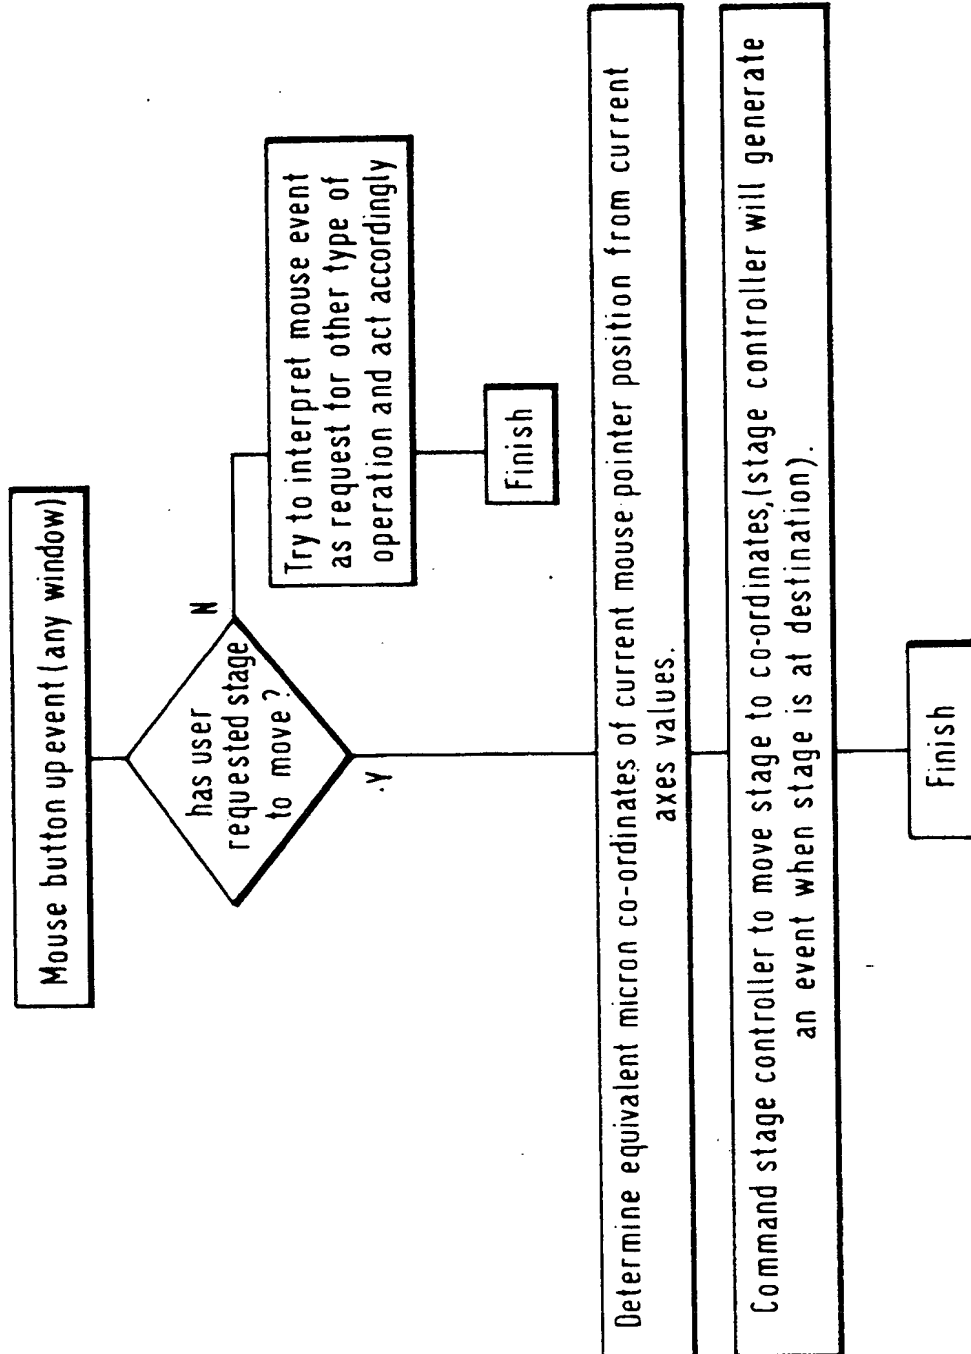 Mouse button up event (any window)
has user
requested stage
to move?
N
Y
Try to interpret mouse event
as request for other type of
operation and act accordingly
Finish
Determine equivalent micron co-ordinates of current mouse pointer position from current
axes values.
Command stage controller to move stage to co-ordinates,(stage controller will generate
an event when stage is at destination).
Finish